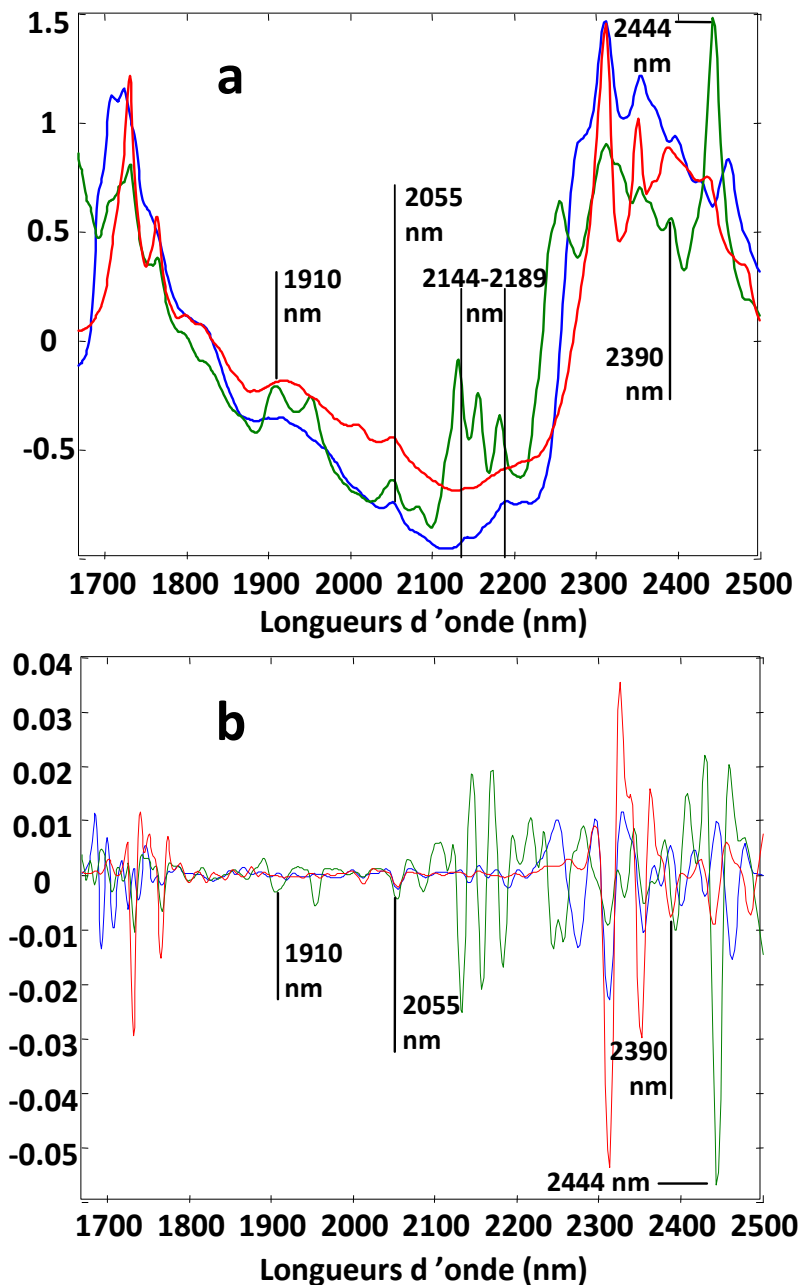 1.5
a
2444
nm
1
2055
nm
0.5
1910
nm
2144-2189
nm
0
2390
nm
-0.5
1700 1800 1900 2000 2100 2200 2300 2400 2500
Longueurs d ’onde (nm)
0.04
b
0.03
0.02
0.01
0
-0.01
1910
nm
-0.02
2055
nm
-0.03
2390
nm
-0.04
-0.05
2444 nm
1700 1800 1900 2000 2100 2200 2300 2400 2500
Longueurs d ’onde (nm)